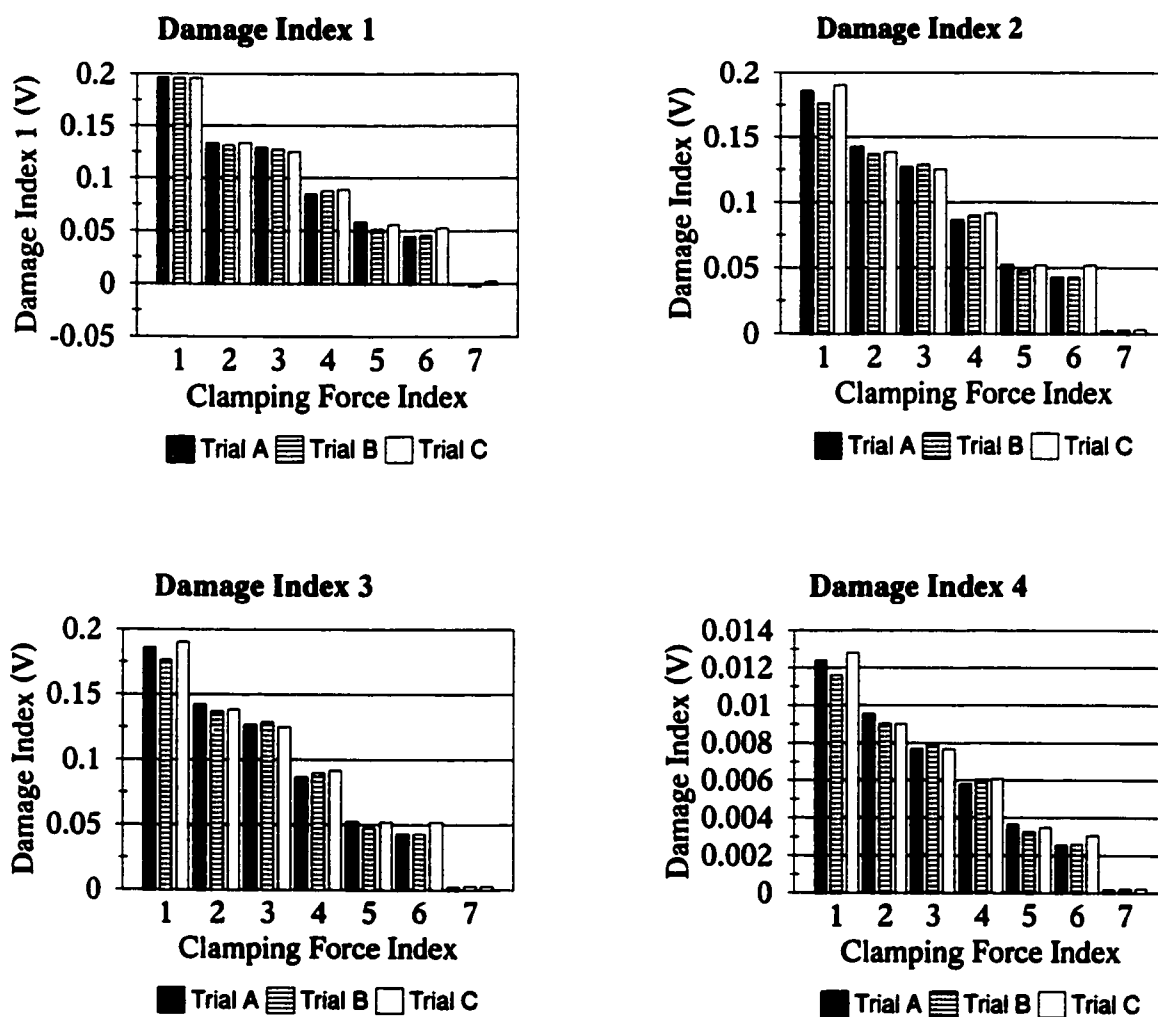 Damage Index 1
Damage Index 1 (V)
0.2
0.15
0.1
0.05
0
-0.05
1 2 3 4 5 6 7
Clamping Force Index
Trial A Trial B Trial C
Damage Index 2
Damage Index (V)
0.2
0.15
0.1
0.05
0
1 2 3 4 5 6 7
Clamping Force Index
Trial A Trial B Trial C
Damage Index 3
Damage Index (V)
0.2
0.15
0.1
0.05
0
1 2 3 4 5 6 7
Clamping Force Index
Trial A Trial B Trial C
Damage Index 4
Damage Index (V)
0.014
0.012
0.01
0.008
0.006
0.004
0.002
0
1 2 3 4 5 6 7
Clamping Force Index
Trial A Trial B Trial C